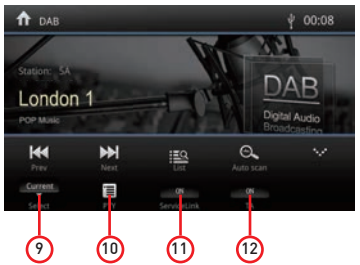 DAB 00:08
Station: 5A
London 1
POP Music
DAB
Digital Audio
Broadcasting
Prev Next List Auto scan
Current ON ON
Select PTY ServiceLink TA
9 10 11 12